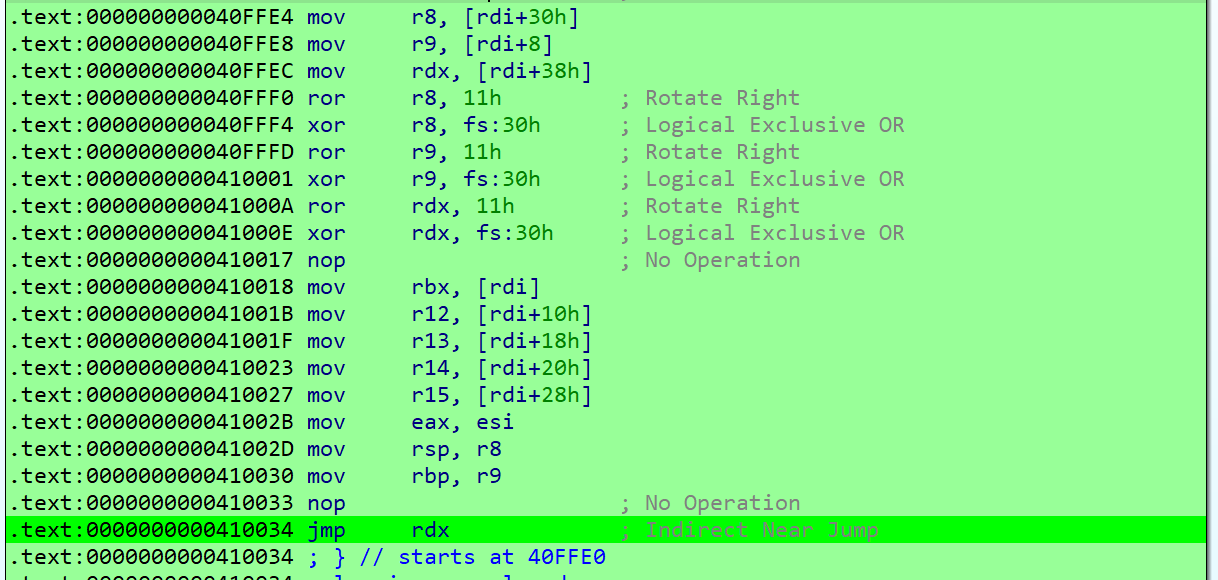 .text:000000000040FFE4 mov r8, [rdi+30h]
.text:000000000040FFE8 mov r9, [rdi+8]
.text:000000000040FFEC mov rdx, [rdi+38h]
.text:000000000040FFF0 ror r8, 11h ; Rotate Right
.text:000000000040FFF4 xor r8, fs:30h ; Logical Exclusive OR
.text:000000000040FFFD ror r9, 11h ; Rotate Right
.text:0000000000410001 xor r9, fs:30h ; Logical Exclusive OR
.text:000000000041000A ror rdx, 11h ; Rotate Right
.text:000000000041000E xor rdx, fs:30h ; Logical Exclusive OR
.text:0000000000410017 nop ; No Operation
.text:0000000000410018 mov rbx, [rdi]
.text:000000000041001B mov r12, [rdi+10h]
.text:000000000041001F mov r13, [rdi+18h]
.text:0000000000410023 mov r14, [rdi+20h]
.text:0000000000410027 mov r15, [rdi+28h]
.text:000000000041002B mov eax, esi
.text:000000000041002D mov rsp, r8
.text:0000000000410030 mov rbp, r9
.text:0000000000410033 nop ; No Operation
.text:0000000000410034 jmp rdx ; Indirect Near Jump
.text:0000000000410034 ; } // starts at 40FFE0